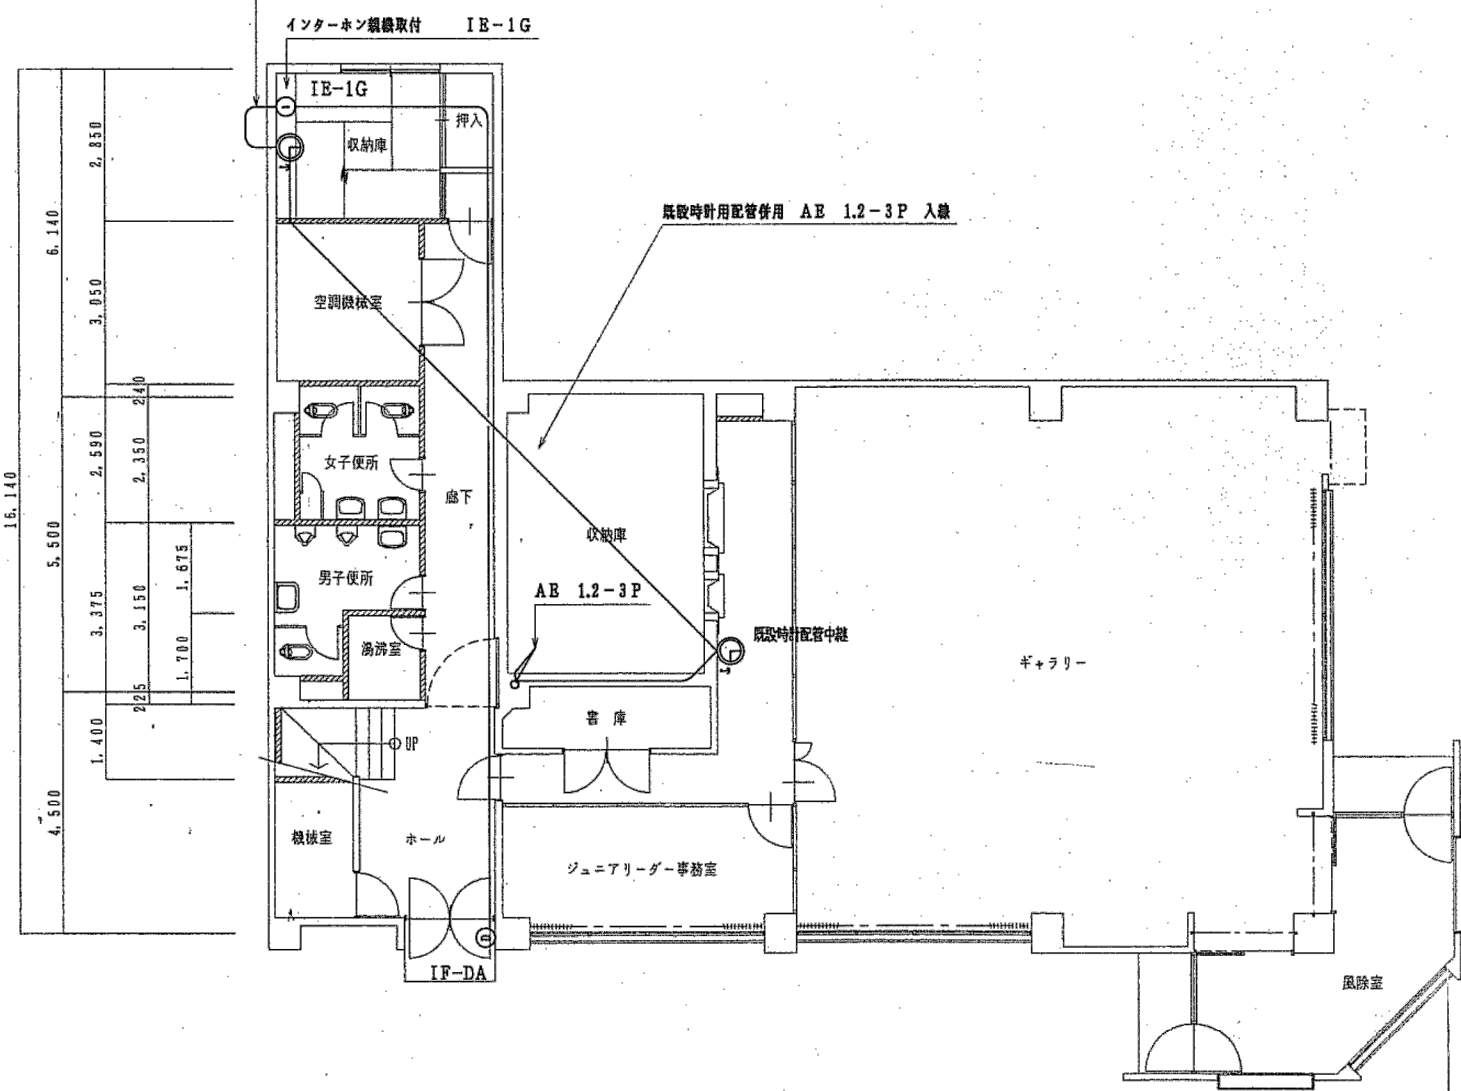 インターホン親機取付 IE-1G
IE-1G
押入
収納庫
既設時計用配管併用 AE 1.2-3P 入線
空調機械室
女子便所
廊下
収納庫
男子便所
AE 1.2-3P
湯沸室
既設時計配管中継
ギャラリー
書庫
UP
機械室
ホール
ジュニアリーダー事務室
IF-DA
風除室
16,140
6,140
5,500
4,500
2,850
3,050
2,590
3,375
1,400
240
2,350
3,150
225
1,675
1,700